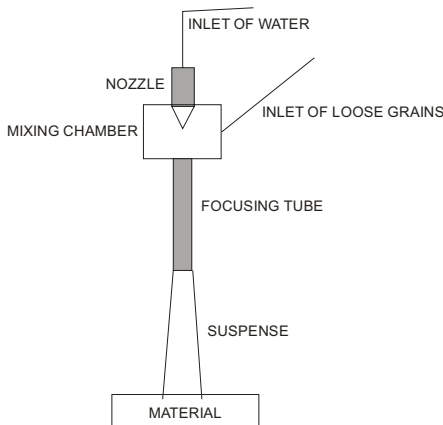 INLET OF WATER
NOZZLE
INLET OF LOOSE GRAINS
MIXING CHAMBER
FOCUSING TUBE
SUSPENSE
MATERIAL